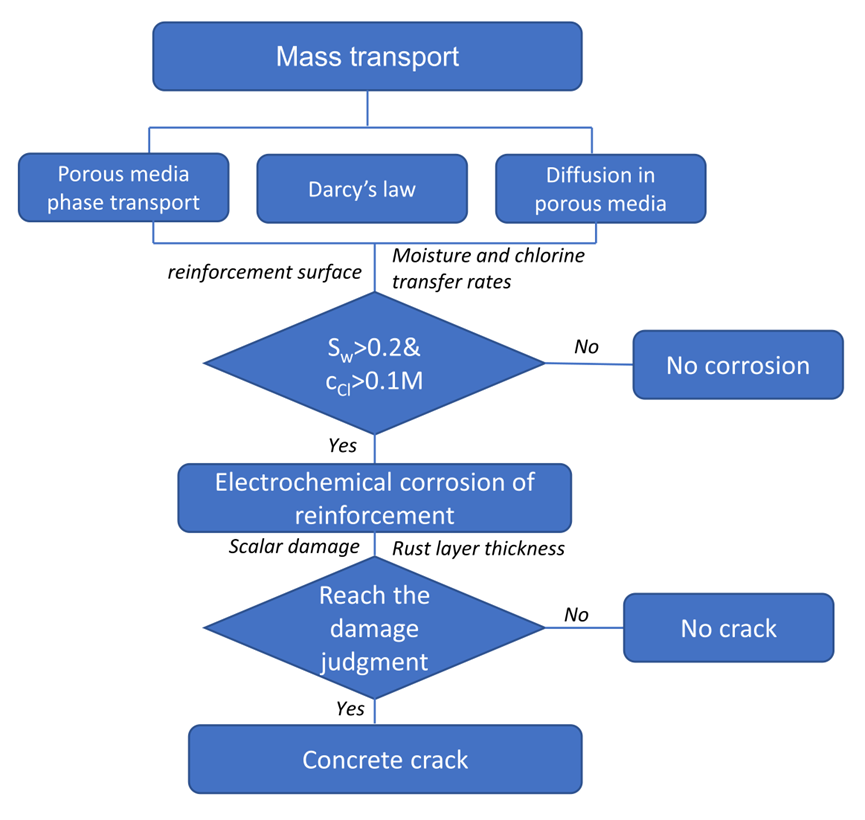 Mass transport
Porous media
phase transport
Darcy’s law
Diffusion in
porous media
reinforcement surface
Moisture and chlorine
transfer rates
Sw>0.2&
cCl>0.1M
No
No corrosion
Yes
Electrochemical corrosion of
reinforcement
Scalar damage
Rust layer thickness
Reach the
damage
judgment
No
No crack
Yes
Concrete crack